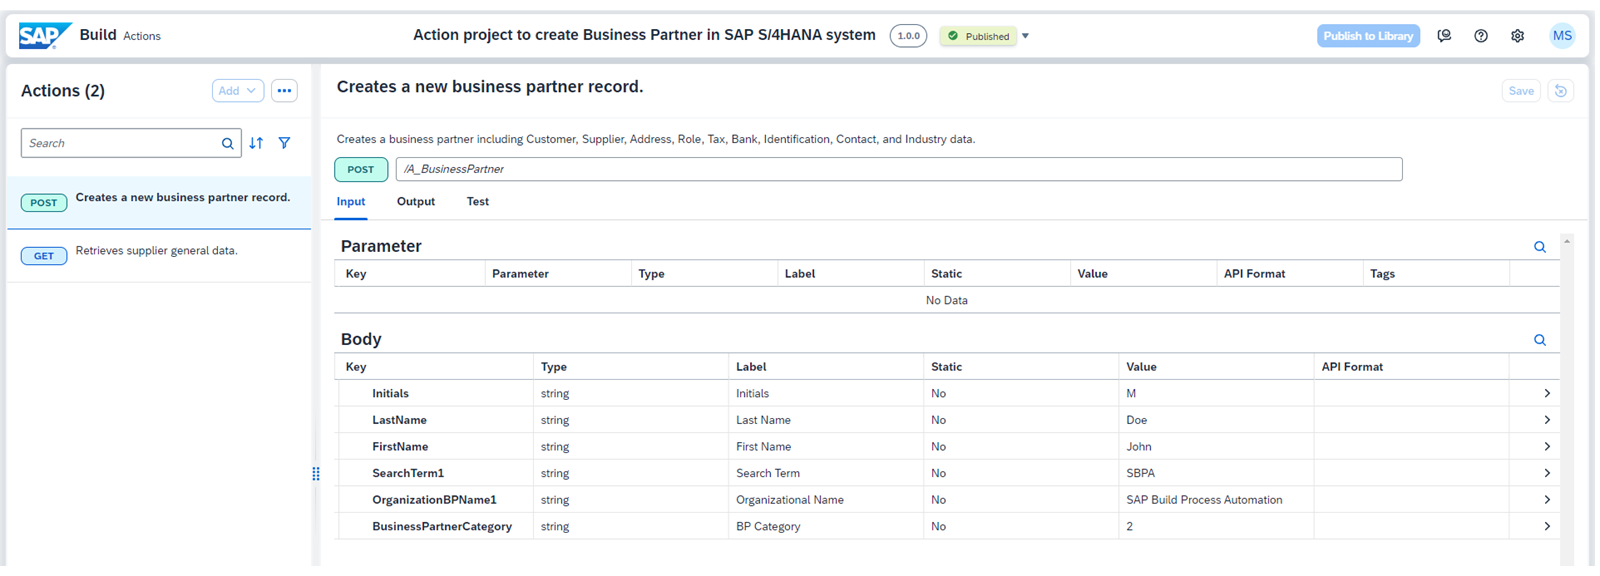 SAP Build Actions Action project to create Business Partner in SAP S/4HANA system 1.0.0 Published Publish to Library MS
Actions (2) Add
Search
POST Creates a new business partner record.
GET Retrieves supplier general data.
Creates a new business partner record. Save
Creates a business partner including Customer, Supplier, Address, Role, Tax, Bank, Identification, Contact, and Industry data.
POST /A_BusinessPartner
Input Output Test
Parameter
Key Parameter Type Label Static Value API Format Tags
No Data
Body
Key Type Label Static Value API Format
Initials string Initials No M
LastName string Last Name No Doe
FirstName string First Name No John
SearchTerm1 string Search Term No SBPA
OrganizationBPName1 string Organizational Name No SAP Build Process Automation
BusinessPartnerCategory string BP Category No 2